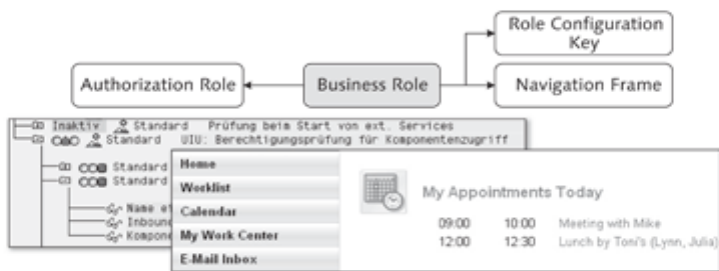 Role Configuration
Key
Authorization Role
Business Role
Navigation Frame
Inaktiv Standard Prüfung beim Start von ext. Services
Standard UIU: Berechtigungsprüfung für Komponentenzugriff
Standard
Standard
Name
Inboun
Kompone
Home
Worklist
Calendar
My Work Center
E-Mail Inbox
My Appointments Today
09:00 10:00 Meeting with Mike
12:00 12:30 Lunch by Toni's (Lynn, Julia)